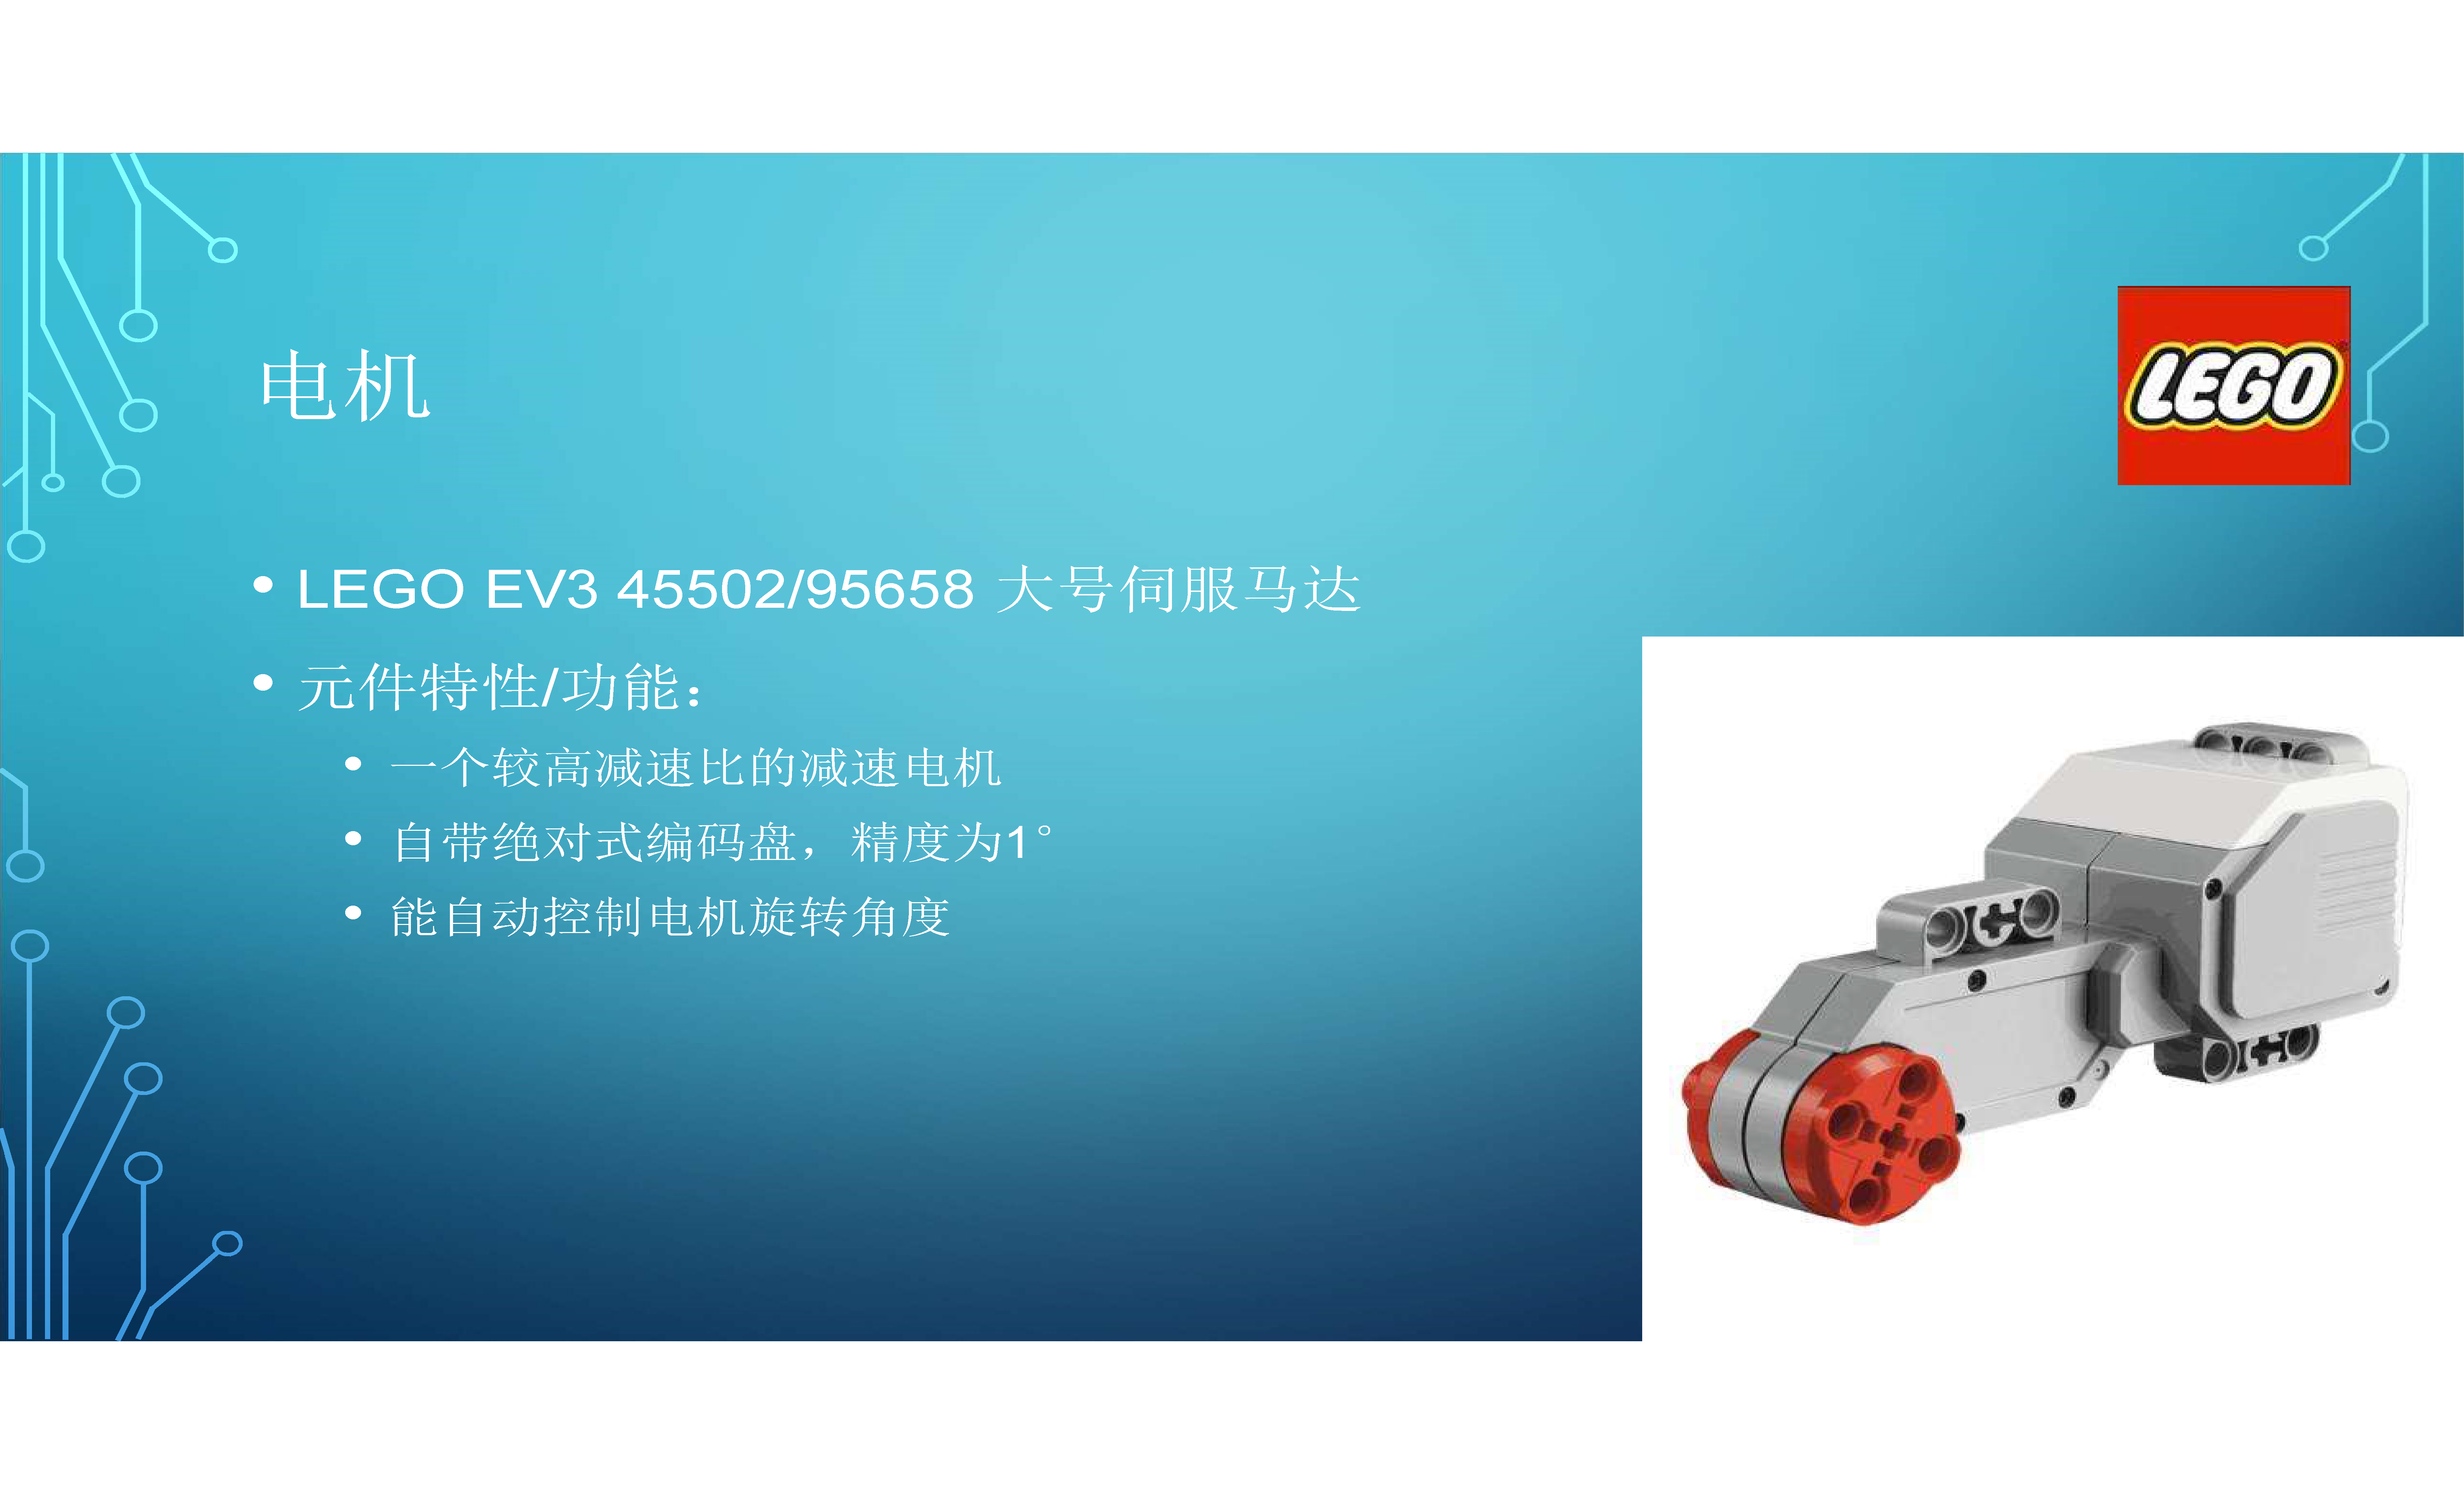 电机
LEGO
LEGO EV3 45502/95658 大号伺服马达
元件特性/功能：
一个较高减速比的减速电机
自带绝对式编码盘，精度为1°
能自动控制电机旋转角度